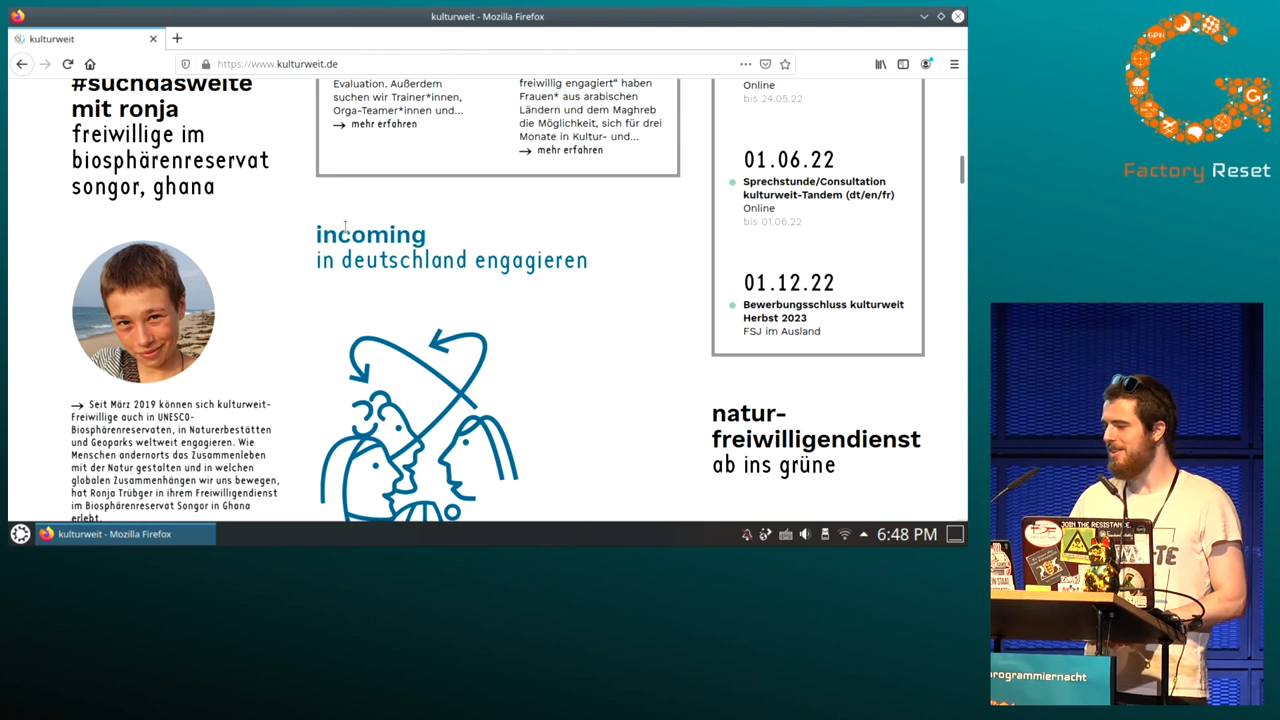 kulturweit - Mozilla Firefox
kulturweit
https://www.kulturweit.de
#suchdasweite
mit ronja
freiwillige im
biosphärenreservat
songor, ghana
→ Seit März 2019 können sich kulturweit-
Freiwillige auch in UNESCO-
Biosphärenreservaten, in Naturerbestätten
und Geoparks weltweit engagieren. Wie
Menschen andernorts das Zusammenleben
mit der Natur gestalten und in welchen
globalen Zusammenhängen wir uns bewegen,
hat Ronja Trübger in ihrem Freiwilligendienst
im Biosphärenreservat Songor in Ghana
erlebt.
Evaluation. Außerdem
suchen wir Trainer*innen,
Orga-Teamer*innen und...
→ mehr erfahren
freiwillig engagiert“ haben
Frauen* aus arabischen
Ländern und dem Maghreb
die Möglichkeit, sich für drei
Monate in Kultur- und...
→ mehr erfahren
incoming
in deutschland engagieren
Online
bis 24.05.22
01.06.22
Sprechstunde/Consultation
kulturweit-Tandem (dt/en/fr)
Online
bis 01.06.22
01.12.22
Bewerbungsschluss kulturweit
Herbst 2023
FSJ im Ausland
natur-
freiwilligendienst
ab ins grüne
kulturweit - Mozilla Firefox
6:48 PM
GPN
Factory Reset
JOIN THE RESISTANCE
rogrammiernacht